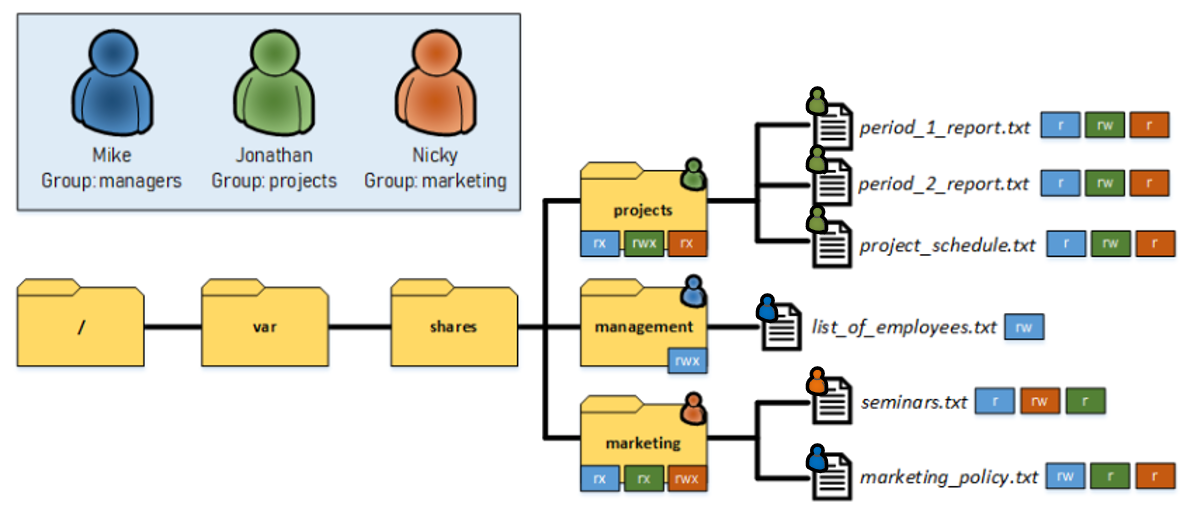 Mike
Group: managers
Jonathan
Group: projects
Nicky
Group: marketing
/
var
shares
projects
rx rwx rx
period_1_report.txt r rw r
period_2_report.txt r rw r
project_schedule.txt r rw r
management
rwx
list_of_employees.txt rw
marketing
rx rx rwx
seminars.txt r rw r
marketing_policy.txt rw r r